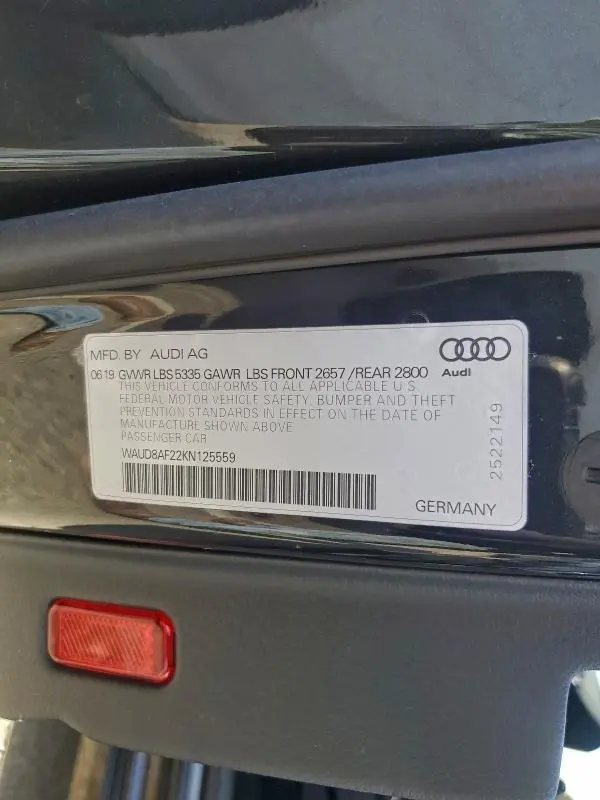 MFD. BY AUDI AG
Audi
06 19 GVWR LBS 5335 GAWR LBS FRONT 2657 /REAR 2800
THIS VEHICLE CONFORMS TO ALL APPLICABLE U S
FEDERAL MOTOR VEHICLE SAFETY, BUMPER AND THEFT
PREVENTION STANDARDS IN EFFECT ON THE DATE OF
MANUFACTURE SHOWN ABOVE
PASSENGER CAR
WAUD8AF22KN125559
2522149
GERMANY